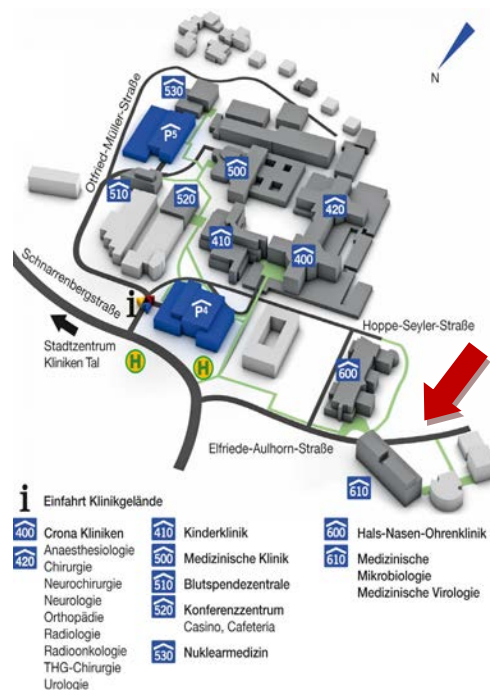 N
530
Otfried-Müller-Straße
P5
500
510
520
420
410
400
Schnarrenbergstraße
i
P4
Hoppe-Seyler-Straße
Stadtzentrum
Kliniken Tal
H
H
600
Elfriede-Aulhorn-Straße
610
i Einfahrt Klinikgelände
400 Crona Kliniken
420 Anaesthesiologie
Chirurgie
Neurochirurgie
Neurologie
Orthopädie
Radiologie
Radioonkologie
THG-Chirurgie
Urologie
410 Kinderklinik
500 Medizinische Klinik
510 Blutspendezentrale
520 Konferenzzentrum
Casino, Cafeteria
530 Nuklearmedizin
600 Hals-Nasen-Ohrenklinik
610 Medizinische
Mikrobiologie
Medizinische Virologie